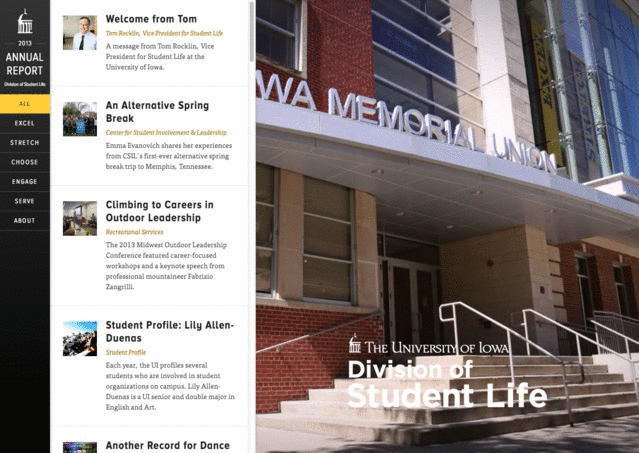 2013
ANNUAL
REPORT
Division of Student Life
ALL
EXCEL
STRETCH
CHOOSE
ENGAGE
SERVE
ABOUT
Welcome from Tom
Tom Rocklin, Vice President for Student Life
A message from Tom Rocklin, Vice
President for Student Life at the
University of Iowa.
An Alternative Spring
Break
Center for Student Involvement & Leadership
Emma Evanovich shares her experiences
from CSIL's first-ever alternative spring
break trip to Memphis, Tennessee.
Climbing to Careers in
Outdoor Leadership
Recreational Services
The 2013 Midwest Outdoor Leadership
Conference featured career-focused
workshops and a keynote speech from
professional mountaineer Fabrizio
Zangrilli.
Student Profile: Lily Allen-
Duenas
Student Profile
Each year, the UI profiles several
students who are involved in student
organizations on campus. Lily Allen-
Duenas is a UI senior and double major in
English and Art.
Another Record for Dance
WA MEMORIAL UNION
THE UNIVERSITY OF IOWA
Division of
Student Life